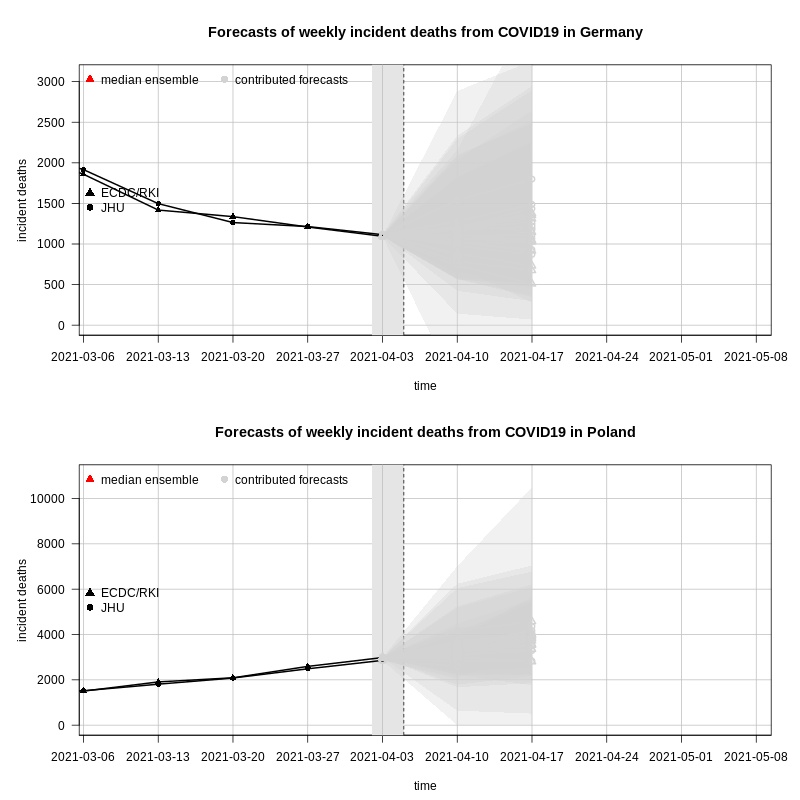 Forecasts of weekly incident deaths from COVID19 in Germany
median ensemble
contributed forecasts
ECDC/RKI
JHU
incident deaths
3000
2500
2000
1500
1000
500
0
2021-03-06 2021-03-13 2021-03-20 2021-03-27 2021-04-03 2021-04-10 2021-04-17 2021-04-24 2021-05-01 2021-05-08
time
Forecasts of weekly incident deaths from COVID19 in Poland
median ensemble
contributed forecasts
ECDC/RKI
JHU
incident deaths
10000
8000
6000
4000
2000
0
2021-03-06 2021-03-13 2021-03-20 2021-03-27 2021-04-03 2021-04-10 2021-04-17 2021-04-24 2021-05-01 2021-05-08
time